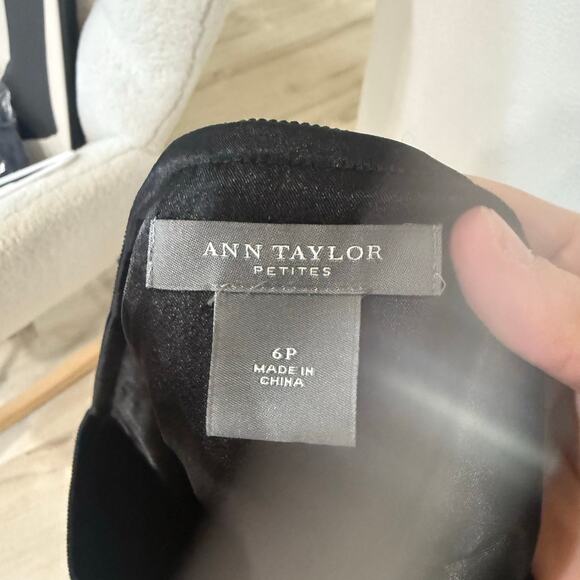 ANN TAYLOR
PETITES
6P
MADE IN
CHINA